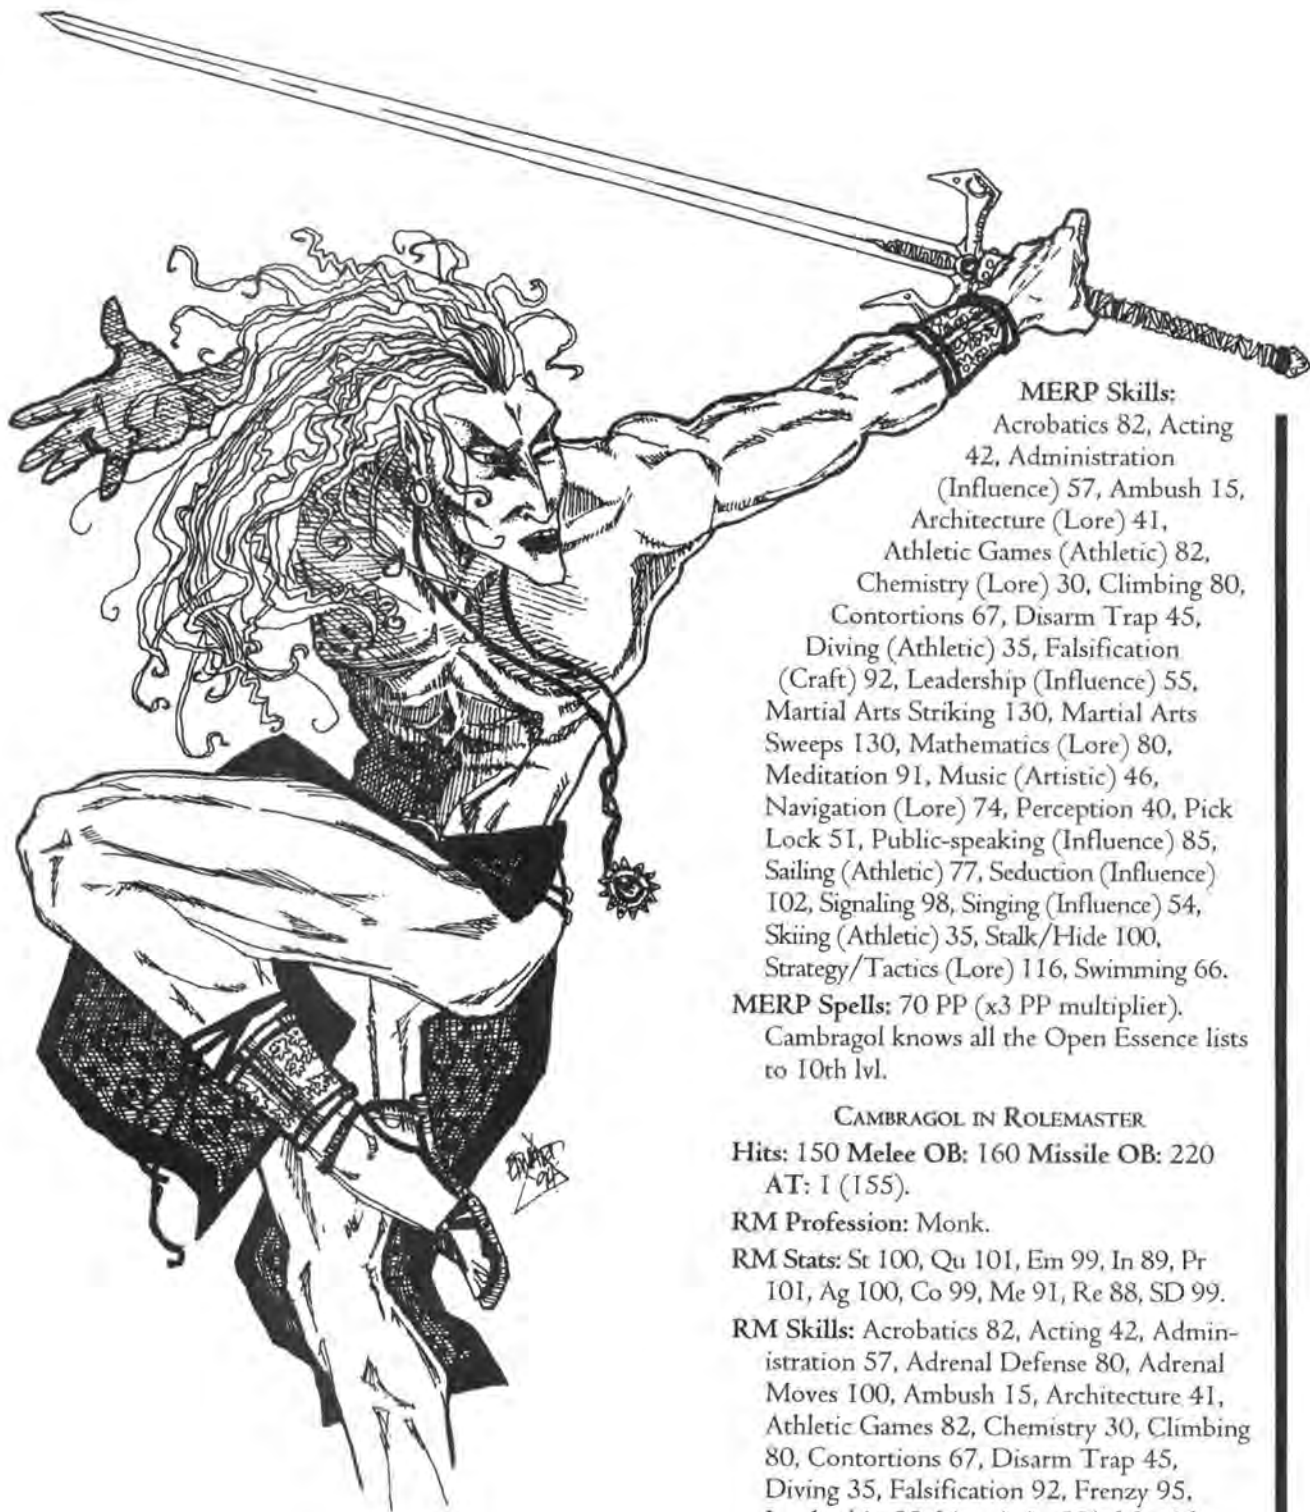 MERP Skills:
Acrobatics 82, Acting
42, Administration
(Influence) 57, Ambush 15,
Architecture (Lore) 41,
Athletic Games (Athletic) 82,
Chemistry (Lore) 30, Climbing 80,
Contortions 67, Disarm Trap 45,
Diving (Athletic) 35, Falsification
(Craft) 92, Leadership (Influence) 55,
Martial Arts Striking 130, Martial Arts
Sweeps 130, Mathematics (Lore) 80,
Meditation 91, Music (Artistic) 46,
Navigation (Lore) 74, Perception 40, Pick
Lock 51, Public-speaking (Influence) 85,
Sailing (Athletic) 77, Seduction (Influence)
102, Signaling 98, Singing (Influence) 54,
Skiing (Athletic) 35, Stalk/Hide 100,
Strategy/Tactics (Lore) 116, Swimming 66.
MERP Spells: 70 PP (x3 PP multiplier).
Cambragol knows all the Open Essence lists
to 10th lvl.
CAMBRAGOL IN ROLEMASTER
Hits: 150 Melee OB: 160 Missile OB: 220
AT: 1 (155).
RM Profession: Monk.
RM Stats: St 100, Qu 101, Em 99, In 89, Pr
101, Ag 100, Co 99, Me 91, Re 88, SD 99.
RM Skills: Acrobatics 82, Acting 42, Admin-
istration 57, Adrenal Defense 80, Adrenal
Moves 100, Ambush 15, Architecture 41,
Athletic Games 82, Chemistry 30, Climbing
80, Contortions 67, Disarm Trap 45,
Diving 35, Falsification 92, Frenzy 95,